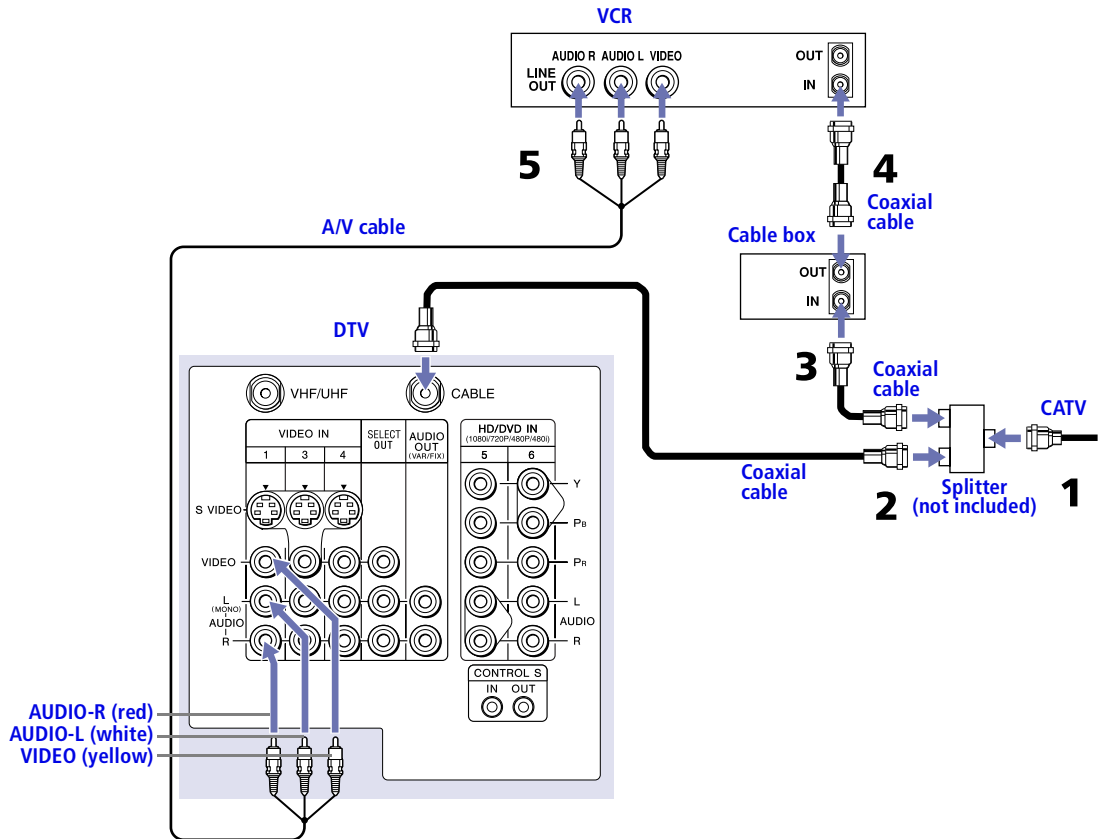 VCR
AUDIO R AUDIO L VIDEO
LINE OUT
OUT
IN
5
4
Coaxial cable
A/V cable
Cable box
OUT
IN
DTV
3
Coaxial cable
CATV
VHF/UHF
CABLE
VIDEO IN
1 3 4
SELECT OUT
AUDIO OUT
(VAR/FIX)
HD/DVD IN
(1080i/720P/480P/480i)
5 6
Coaxial cable
2
Splitter
(not included)
1
S VIDEO
Y
PB
VIDEO
PR
L
(MONO)
AUDIO
R
L
AUDIO
R
CONTROL S
IN OUT
AUDIO-R (red)
AUDIO-L (white)
VIDEO (yellow)